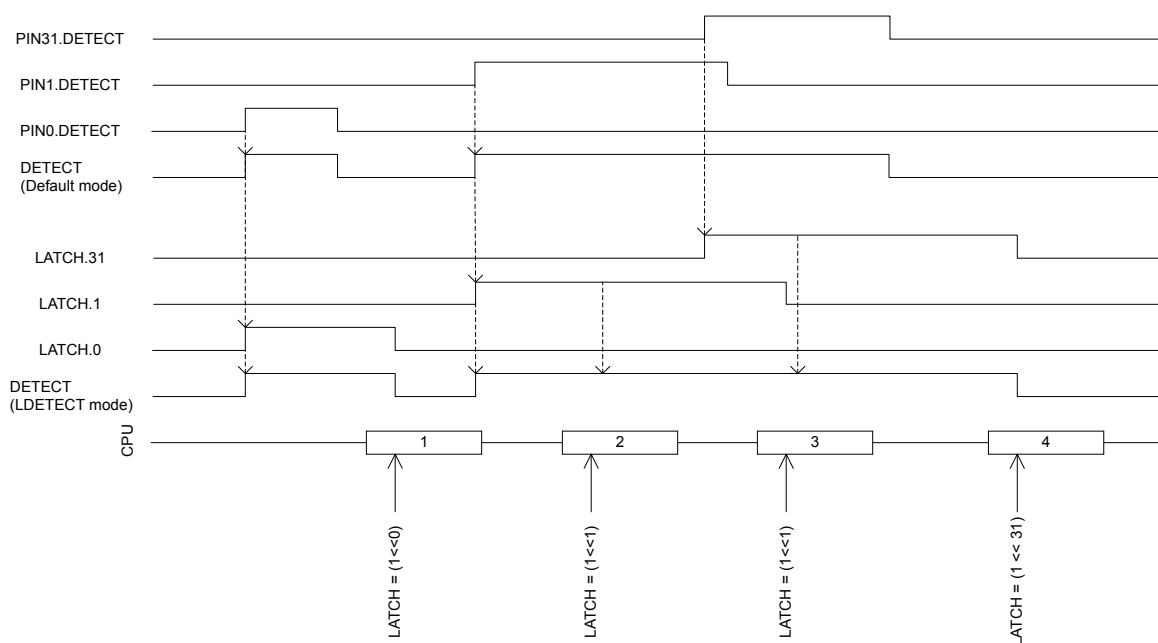 PIN31.DETECT
PIN1.DETECT
PIN0.DETECT
DETECT
(Default mode)
LATCH.31
LATCH.1
LATCH.0
DETECT
(LDETECT mode)
CPU
1
2
3
4
LATCH = (1<<0)
LATCH = (1<<1)
LATCH = (1<<1)
ATCH = (1 << 31)